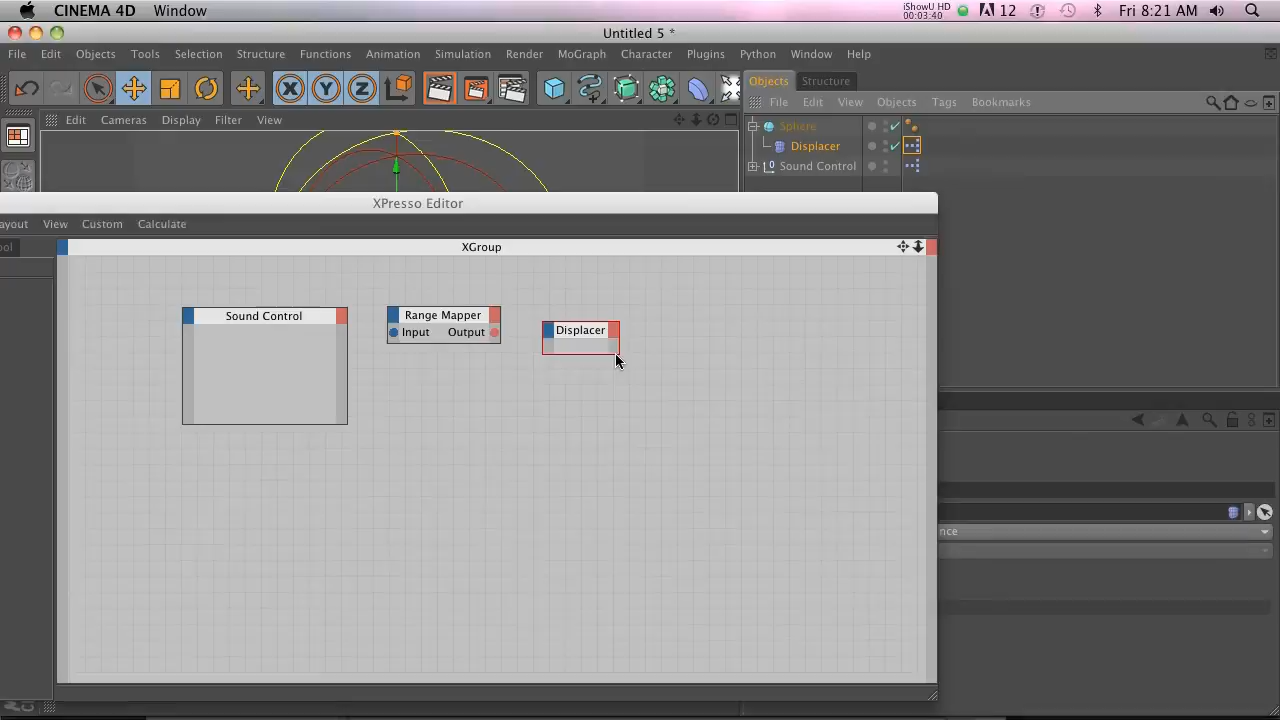 CINEMA 4D Window
iShowU HD
00:03:40
12
Fri 8:21 AM
Untitled 5 *
File Edit Objects Tools Selection Structure Functions Animation Simulation Render MoGraph Character Plugins Python Window Help
X Y Z
Objects Structure
File Edit View Objects Tags Bookmarks
Edit Cameras Display Filter View
Sphere
Displacer
Sound Control
XPresso Editor
ayout View Custom Calculate
ool
XGroup
Sound Control
Range Mapper
Input Output
Displacer
nce